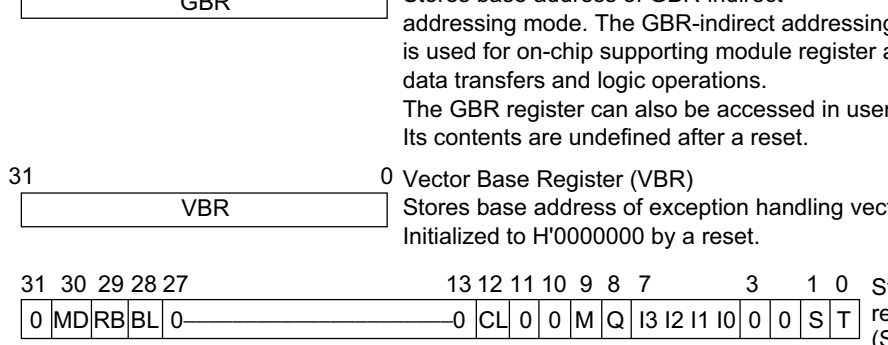 GBR
Stores base address of GBR-indirect
addressing mode. The GBR-indirect addressing
is used for on-chip supporting module register
data transfers and logic operations.
The GBR register can also be accessed in user
Its contents are undefined after a reset.
31 0 Vector Base Register (VBR)
VBR
Stores base address of exception handling
Initialized to H'0000000 by a reset.
31 30 29 28 27 13 12 11 10 9 8 7 3 1 0
0 MD RB BL 0 0 CL 0 0 M Q I3 I2 I1 I0 0 0 S T